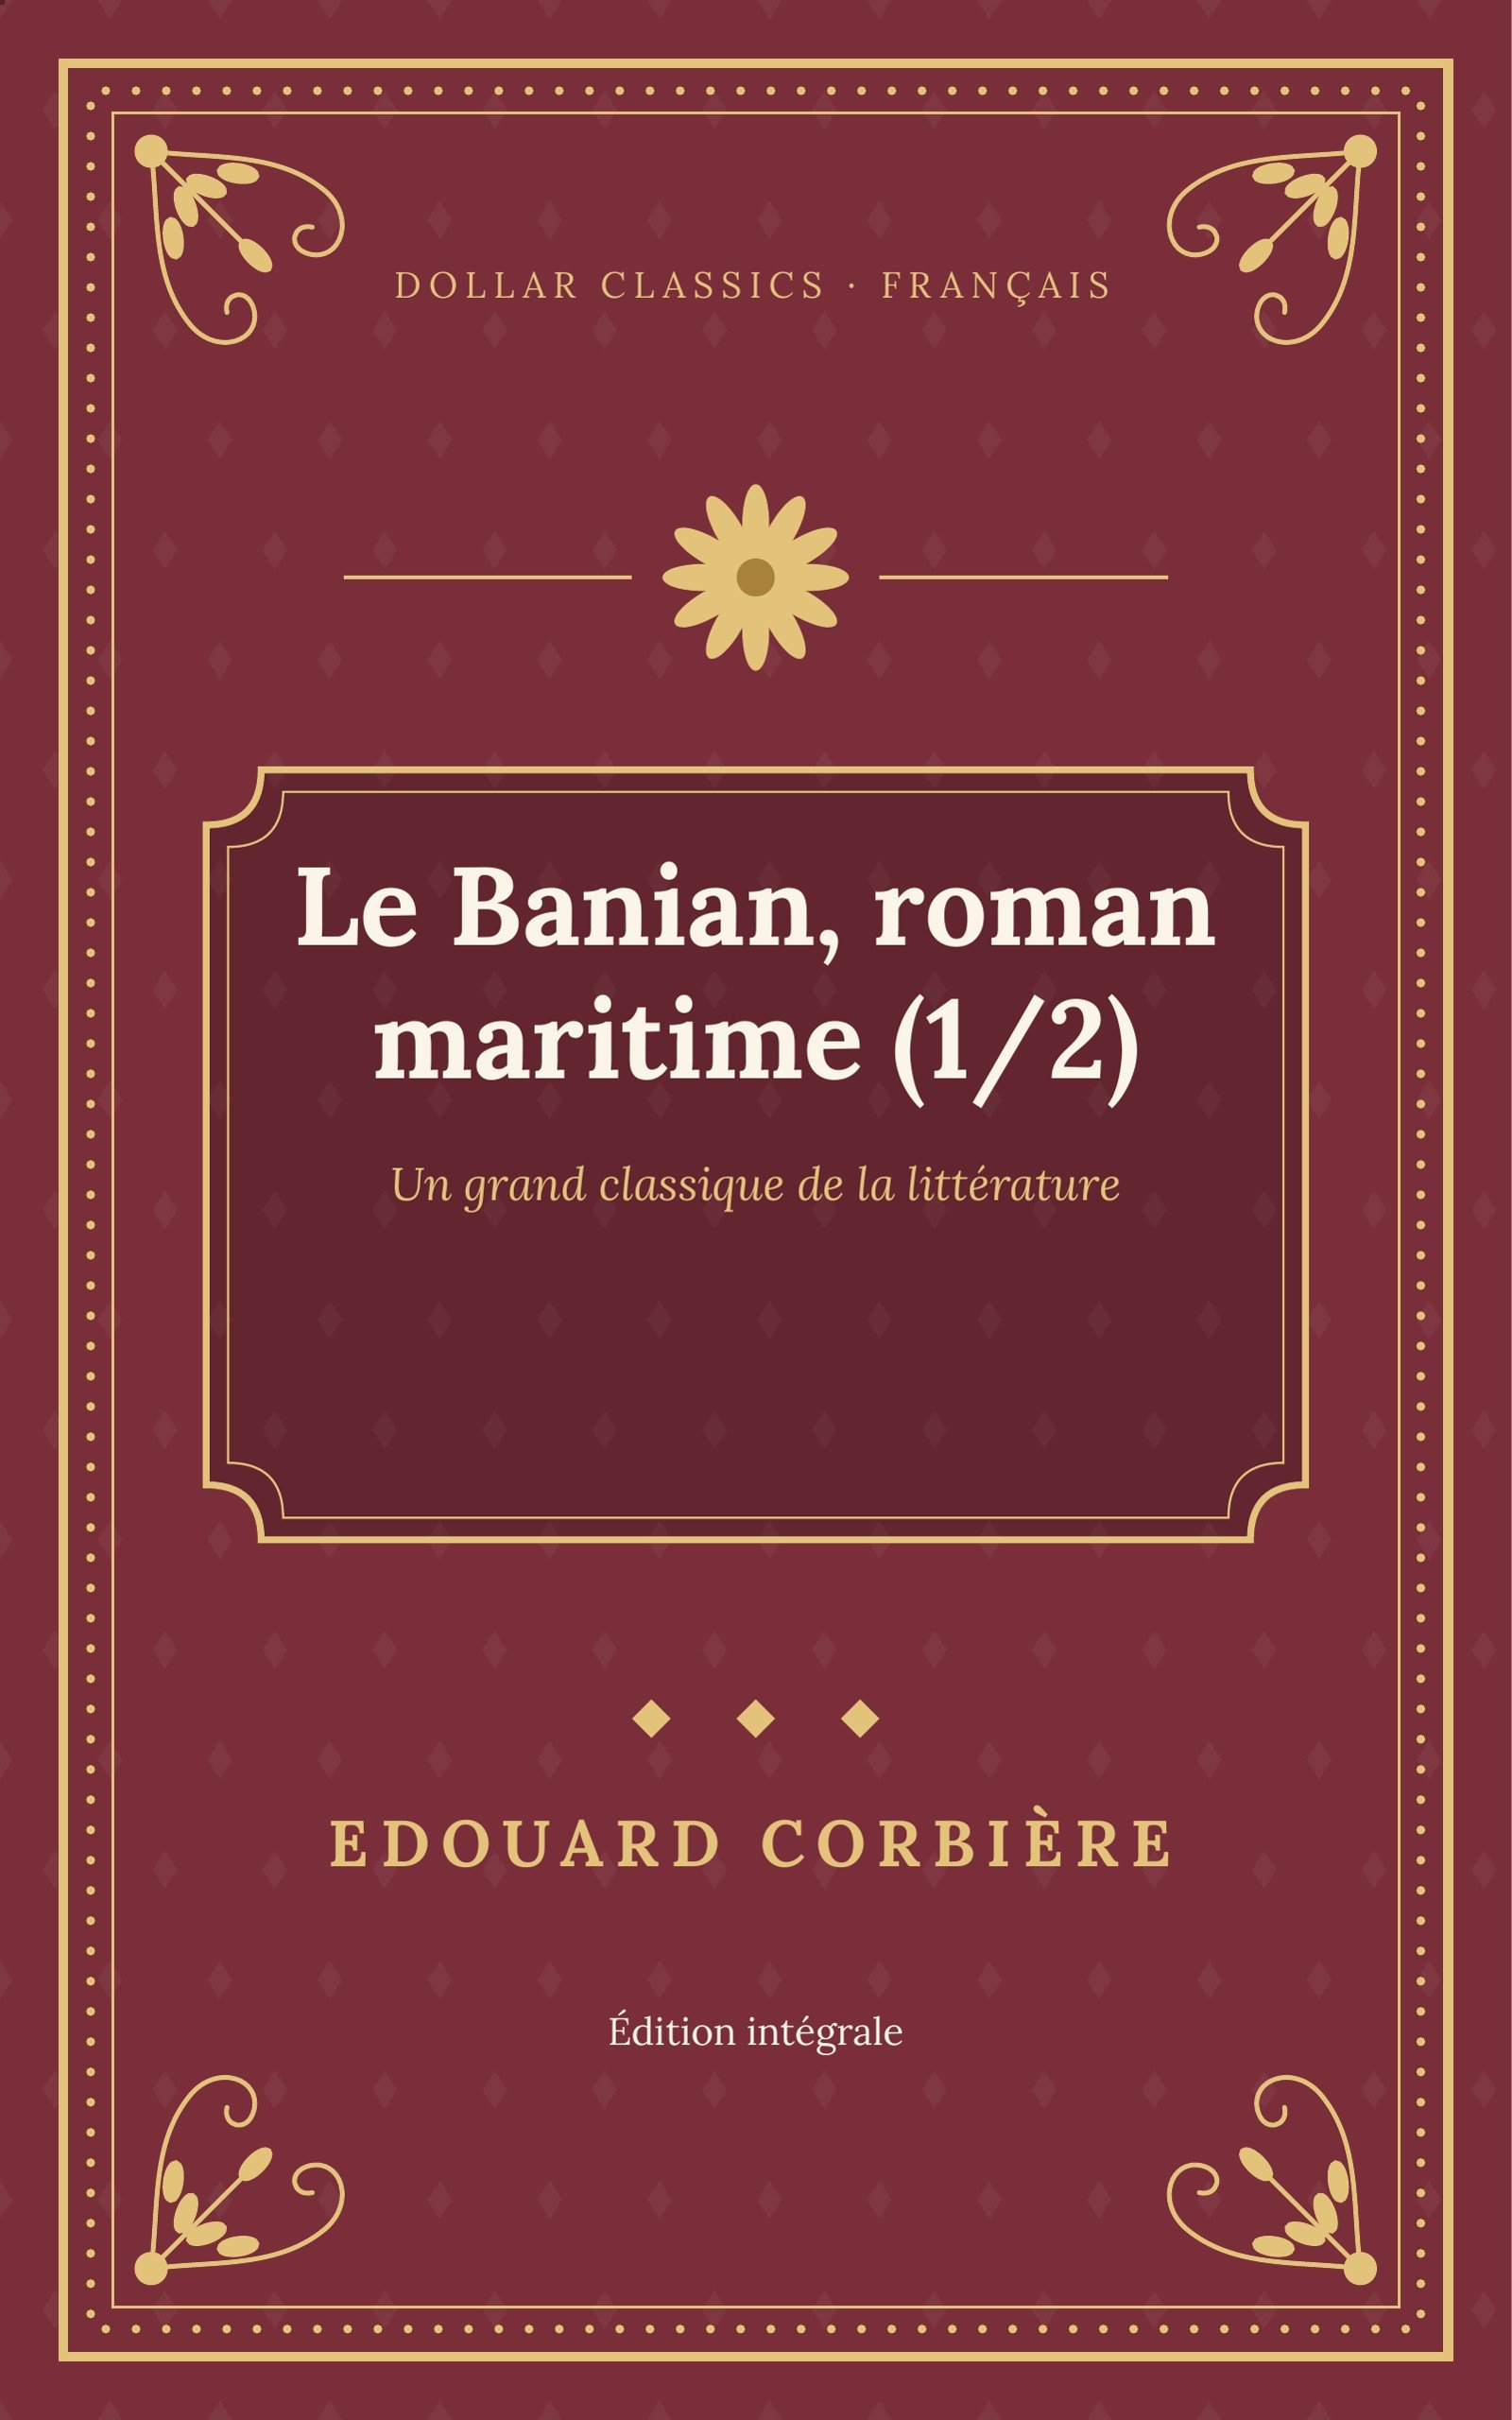 DOLLAR CLASSICS · FRANÇAIS
Le Banian, roman
maritime (1/2)
Un grand classique de la littérature
EDOUARD CORBIÈRE
Édition intégrale